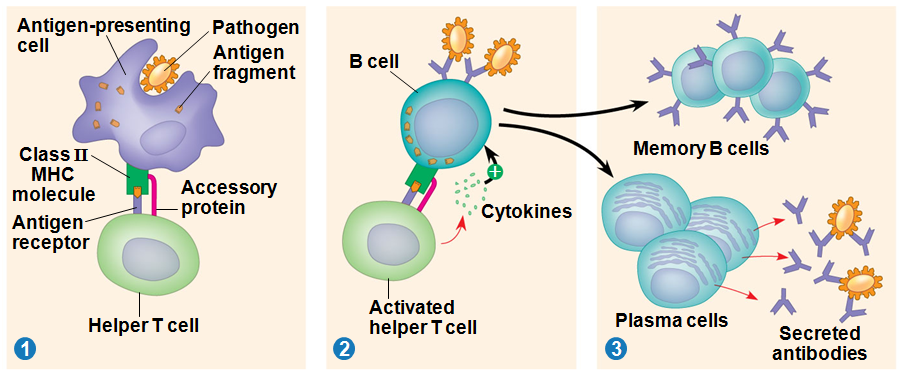 Antigen-presenting
cell
Pathogen
Antigen
fragment
Class II
MHC
molecule
Accessory
protein
Antigen
receptor
Helper T cell
1
B cell
+
Cytokines
Activated
helper T cell
2
Memory B cells
Plasma cells
Secreted
antibodies
3